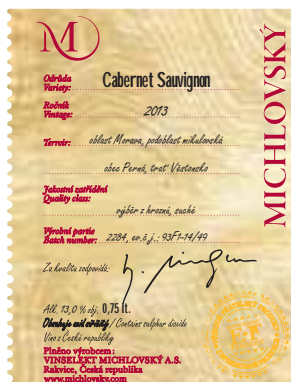 M
MICHLOVSKÝ
Odrůda
Variety: Cabernet Sauvignon
Ročník
Vintage: 2013
Terroir: oblast Morava, podoblast mikulovská
obec Perná, trať Věstonsko
Jakostní zatřídění
Quality class:
výběr z hroznů, suché
Výrobní partie
Batch number: 2284, ev.č.j.: 93F1-14/49
Za kvalitu zodpovídá:
Alk. 13,0 % obj. 0,75 lt.
Obsahuje oxid siřičitý / Contains sulphur dioxide
Víno z České republiky
Plněno výrobcem:
VINSELEKT MICHLOVSKÝ A.S.
Rakvice, Česká republika
www.michlovsky.com